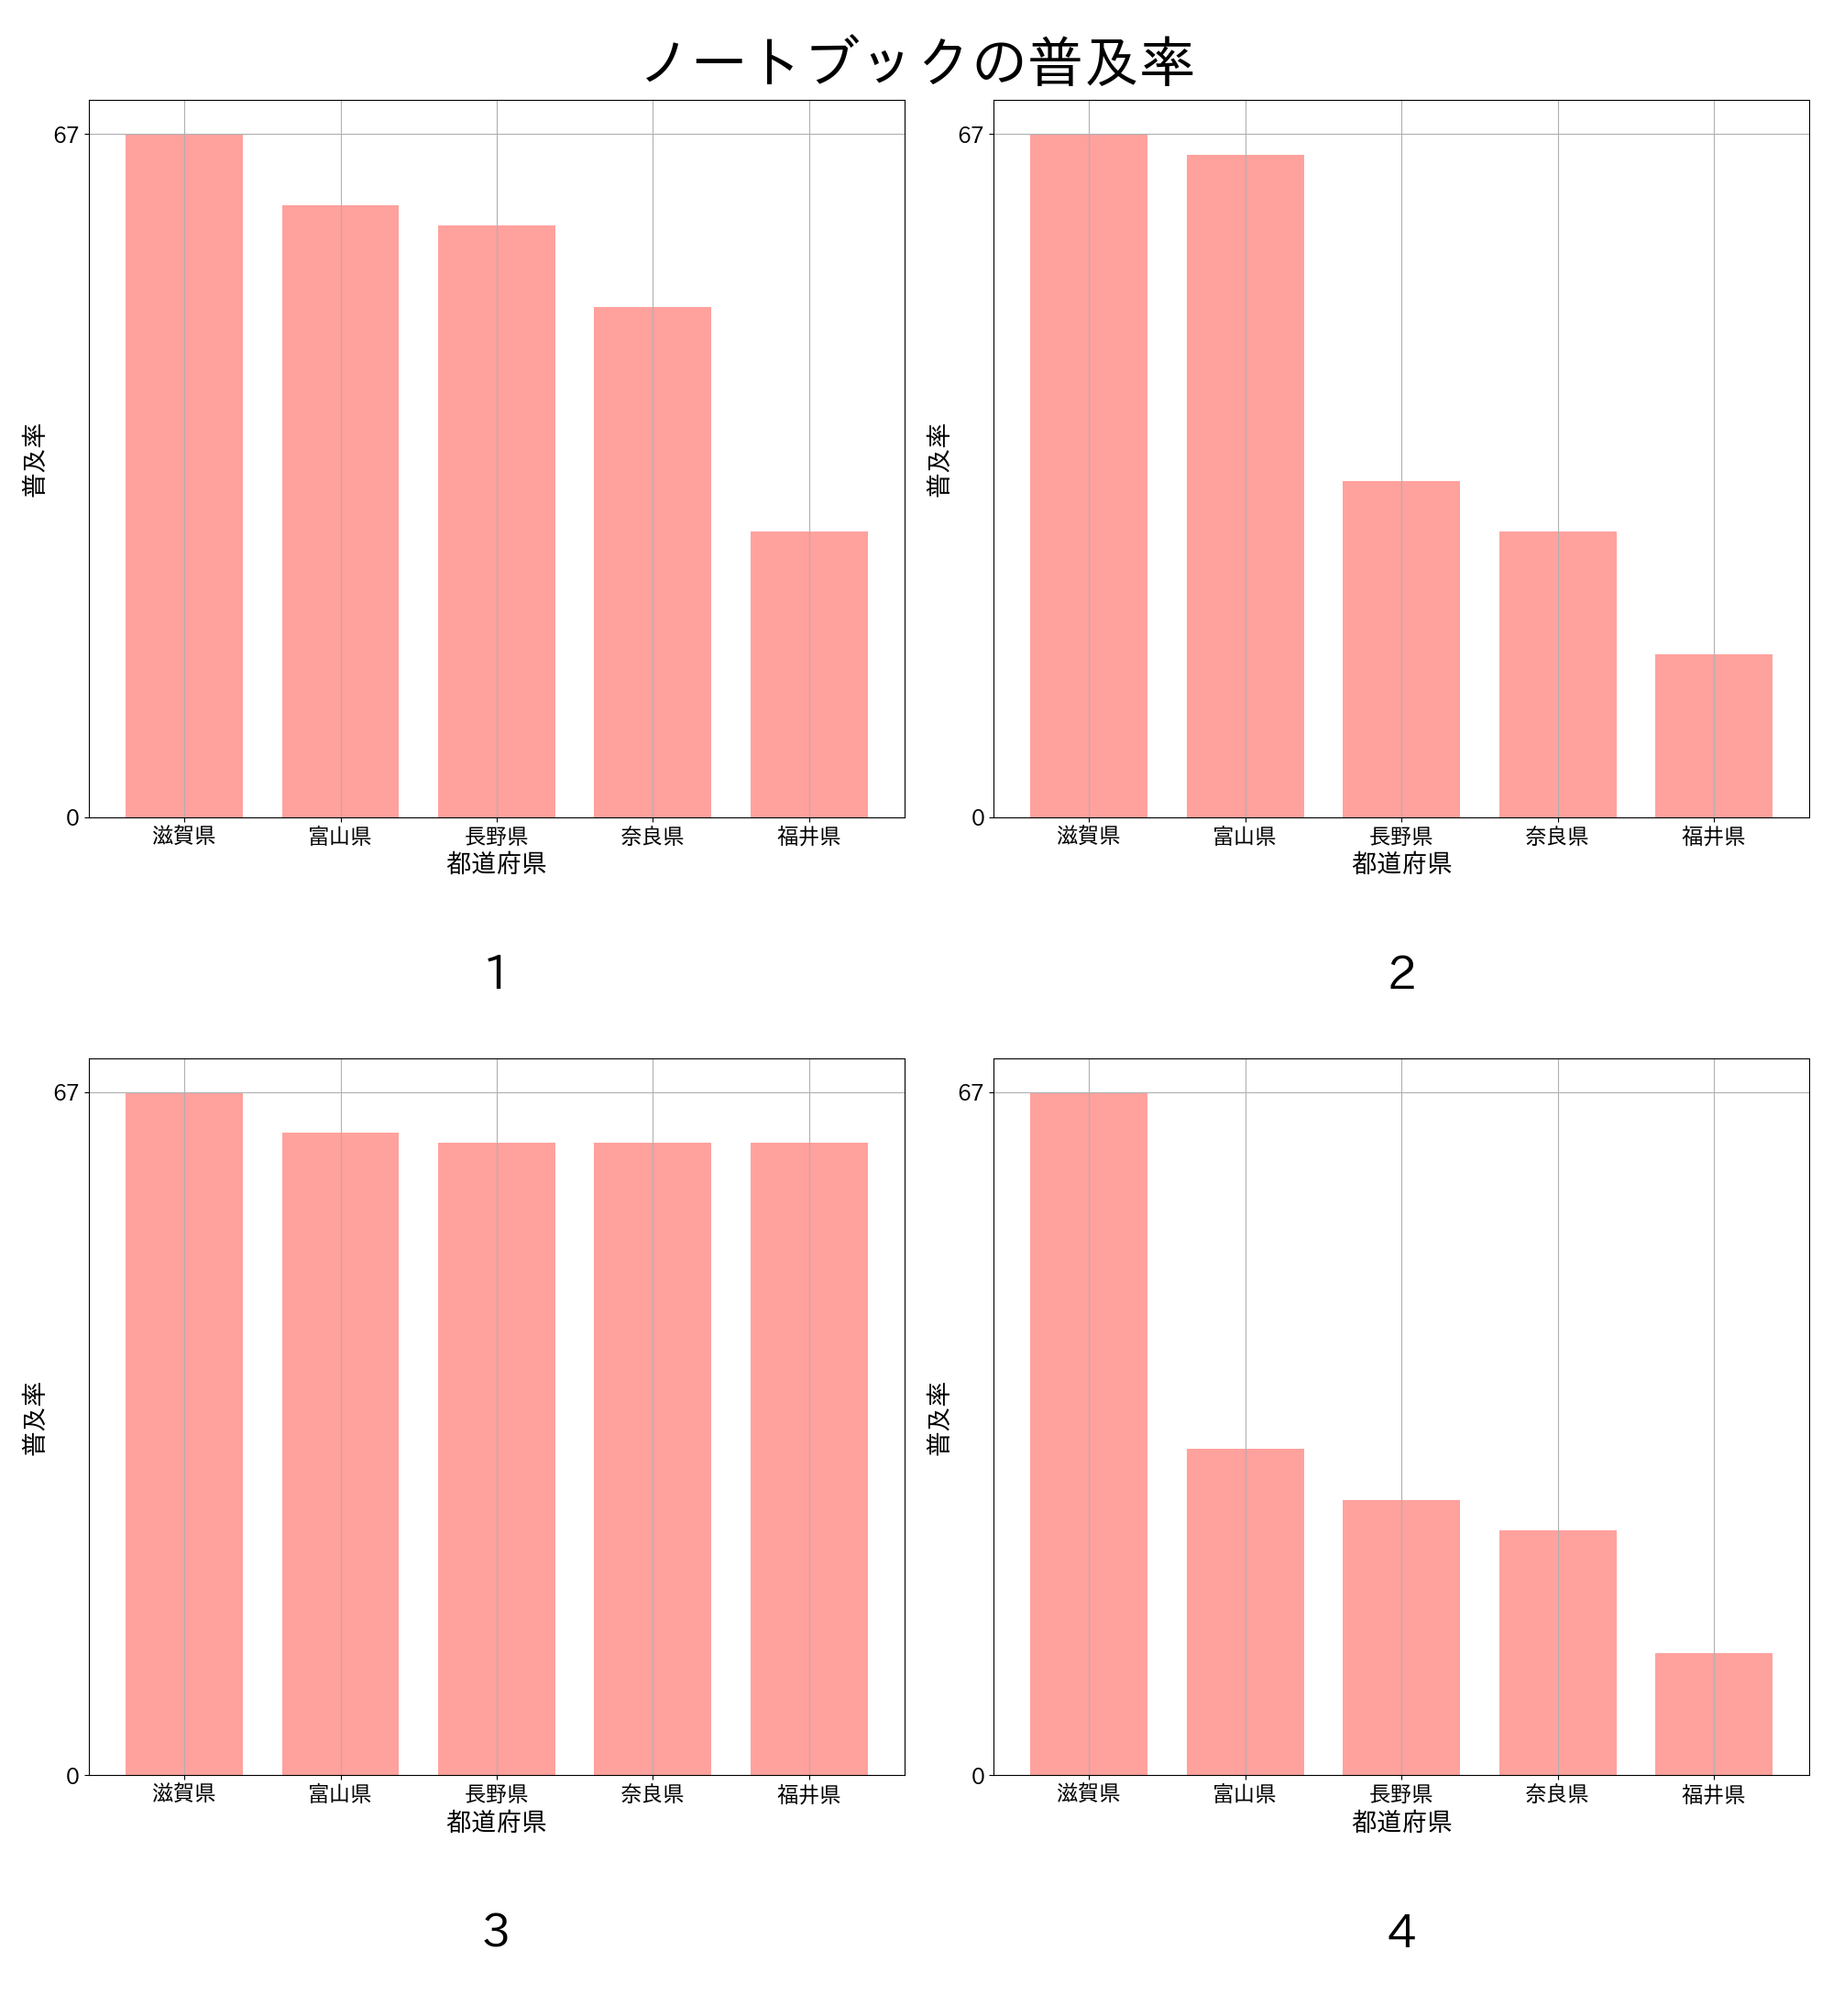 ノートブックの普及率
67
0
普及率
滋賀県 富山県 長野県 奈良県 福井県
都道府県
1
67
0
普及率
滋賀県 富山県 長野県 奈良県 福井県
都道府県
2
67
0
普及率
滋賀県 富山県 長野県 奈良県 福井県
都道府県
3
67
0
普及率
滋賀県 富山県 長野県 奈良県 福井県
都道府県
4